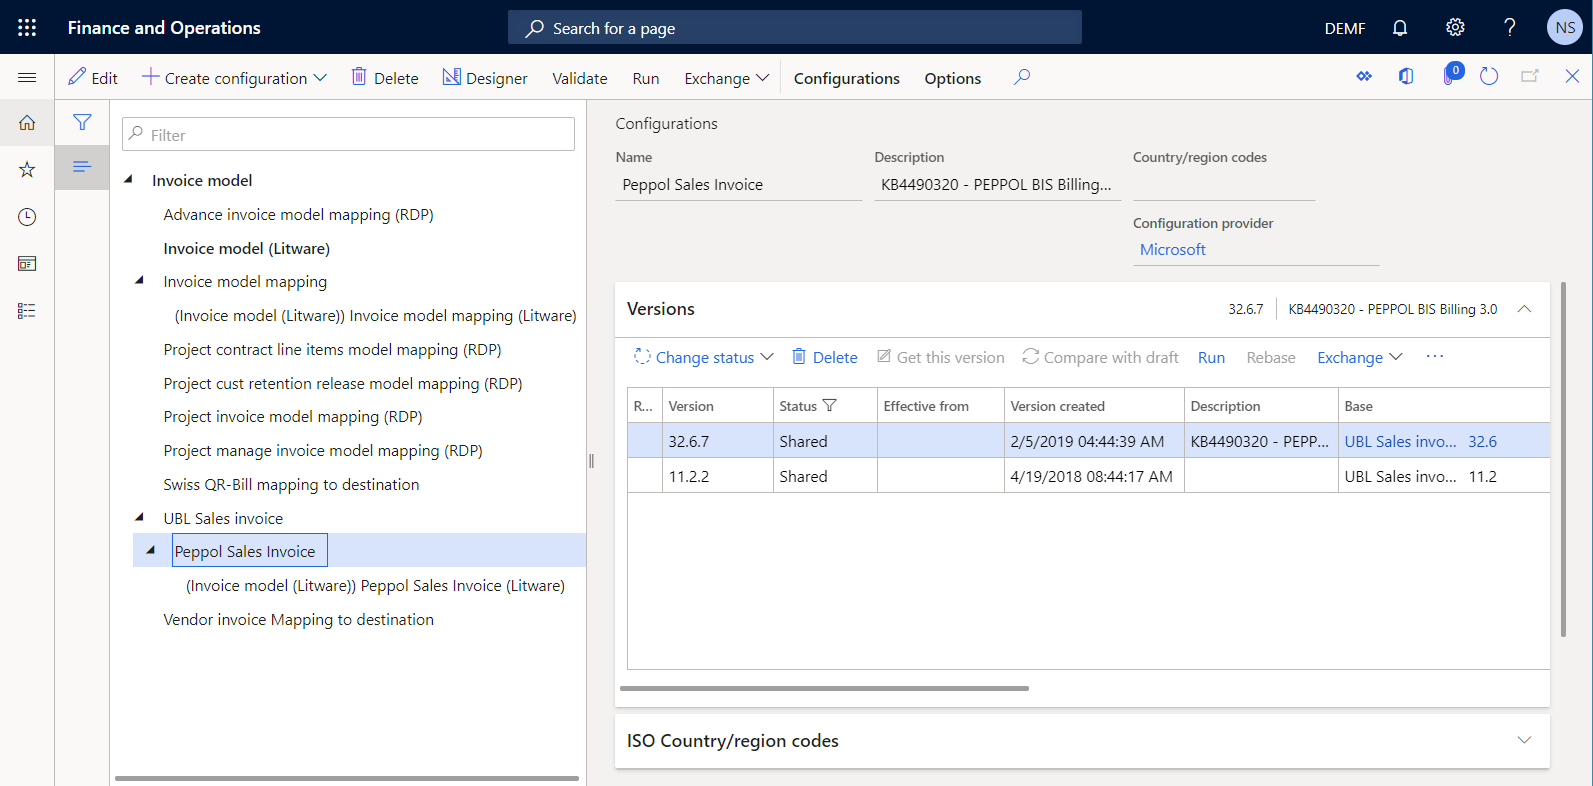 Finance and Operations
Search for a page
DEMF
NS
Edit
Create configuration
Delete
Designer
Validate
Run
Exchange
Configurations
Options
0
Filter
Invoice model
Advance invoice model mapping (RDP)
Invoice model (Litware)
Invoice model mapping
(Invoice model (Litware)) Invoice model mapping (Litware)
Project contract line items model mapping (RDP)
Project cust retention release model mapping (RDP)
Project invoice model mapping (RDP)
Project manage invoice model mapping (RDP)
Swiss QR-Bill mapping to destination
UBL Sales invoice
Peppol Sales Invoice
(Invoice model (Litware)) Peppol Sales Invoice (Litware)
Vendor invoice Mapping to destination
Configurations
Name
Description
Country/region codes
Peppol Sales Invoice
KB4490320 - PEPPOL BIS Billing...
Configuration provider
Microsoft
Versions
32.6.7
KB4490320 - PEPPOL BIS Billing 3.0
Change status
Delete
Get this version
Compare with draft
Run
Rebase
Exchange
...
R... Version Status Effective from Version created Description Base
32.6.7 Shared 2/5/2019 04:44:39 AM KB4490320 - PEPP... UBL Sales invo... 32.6
11.2.2 Shared 4/19/2018 08:44:17 AM UBL Sales invo... 11.2
ISO Country/region codes